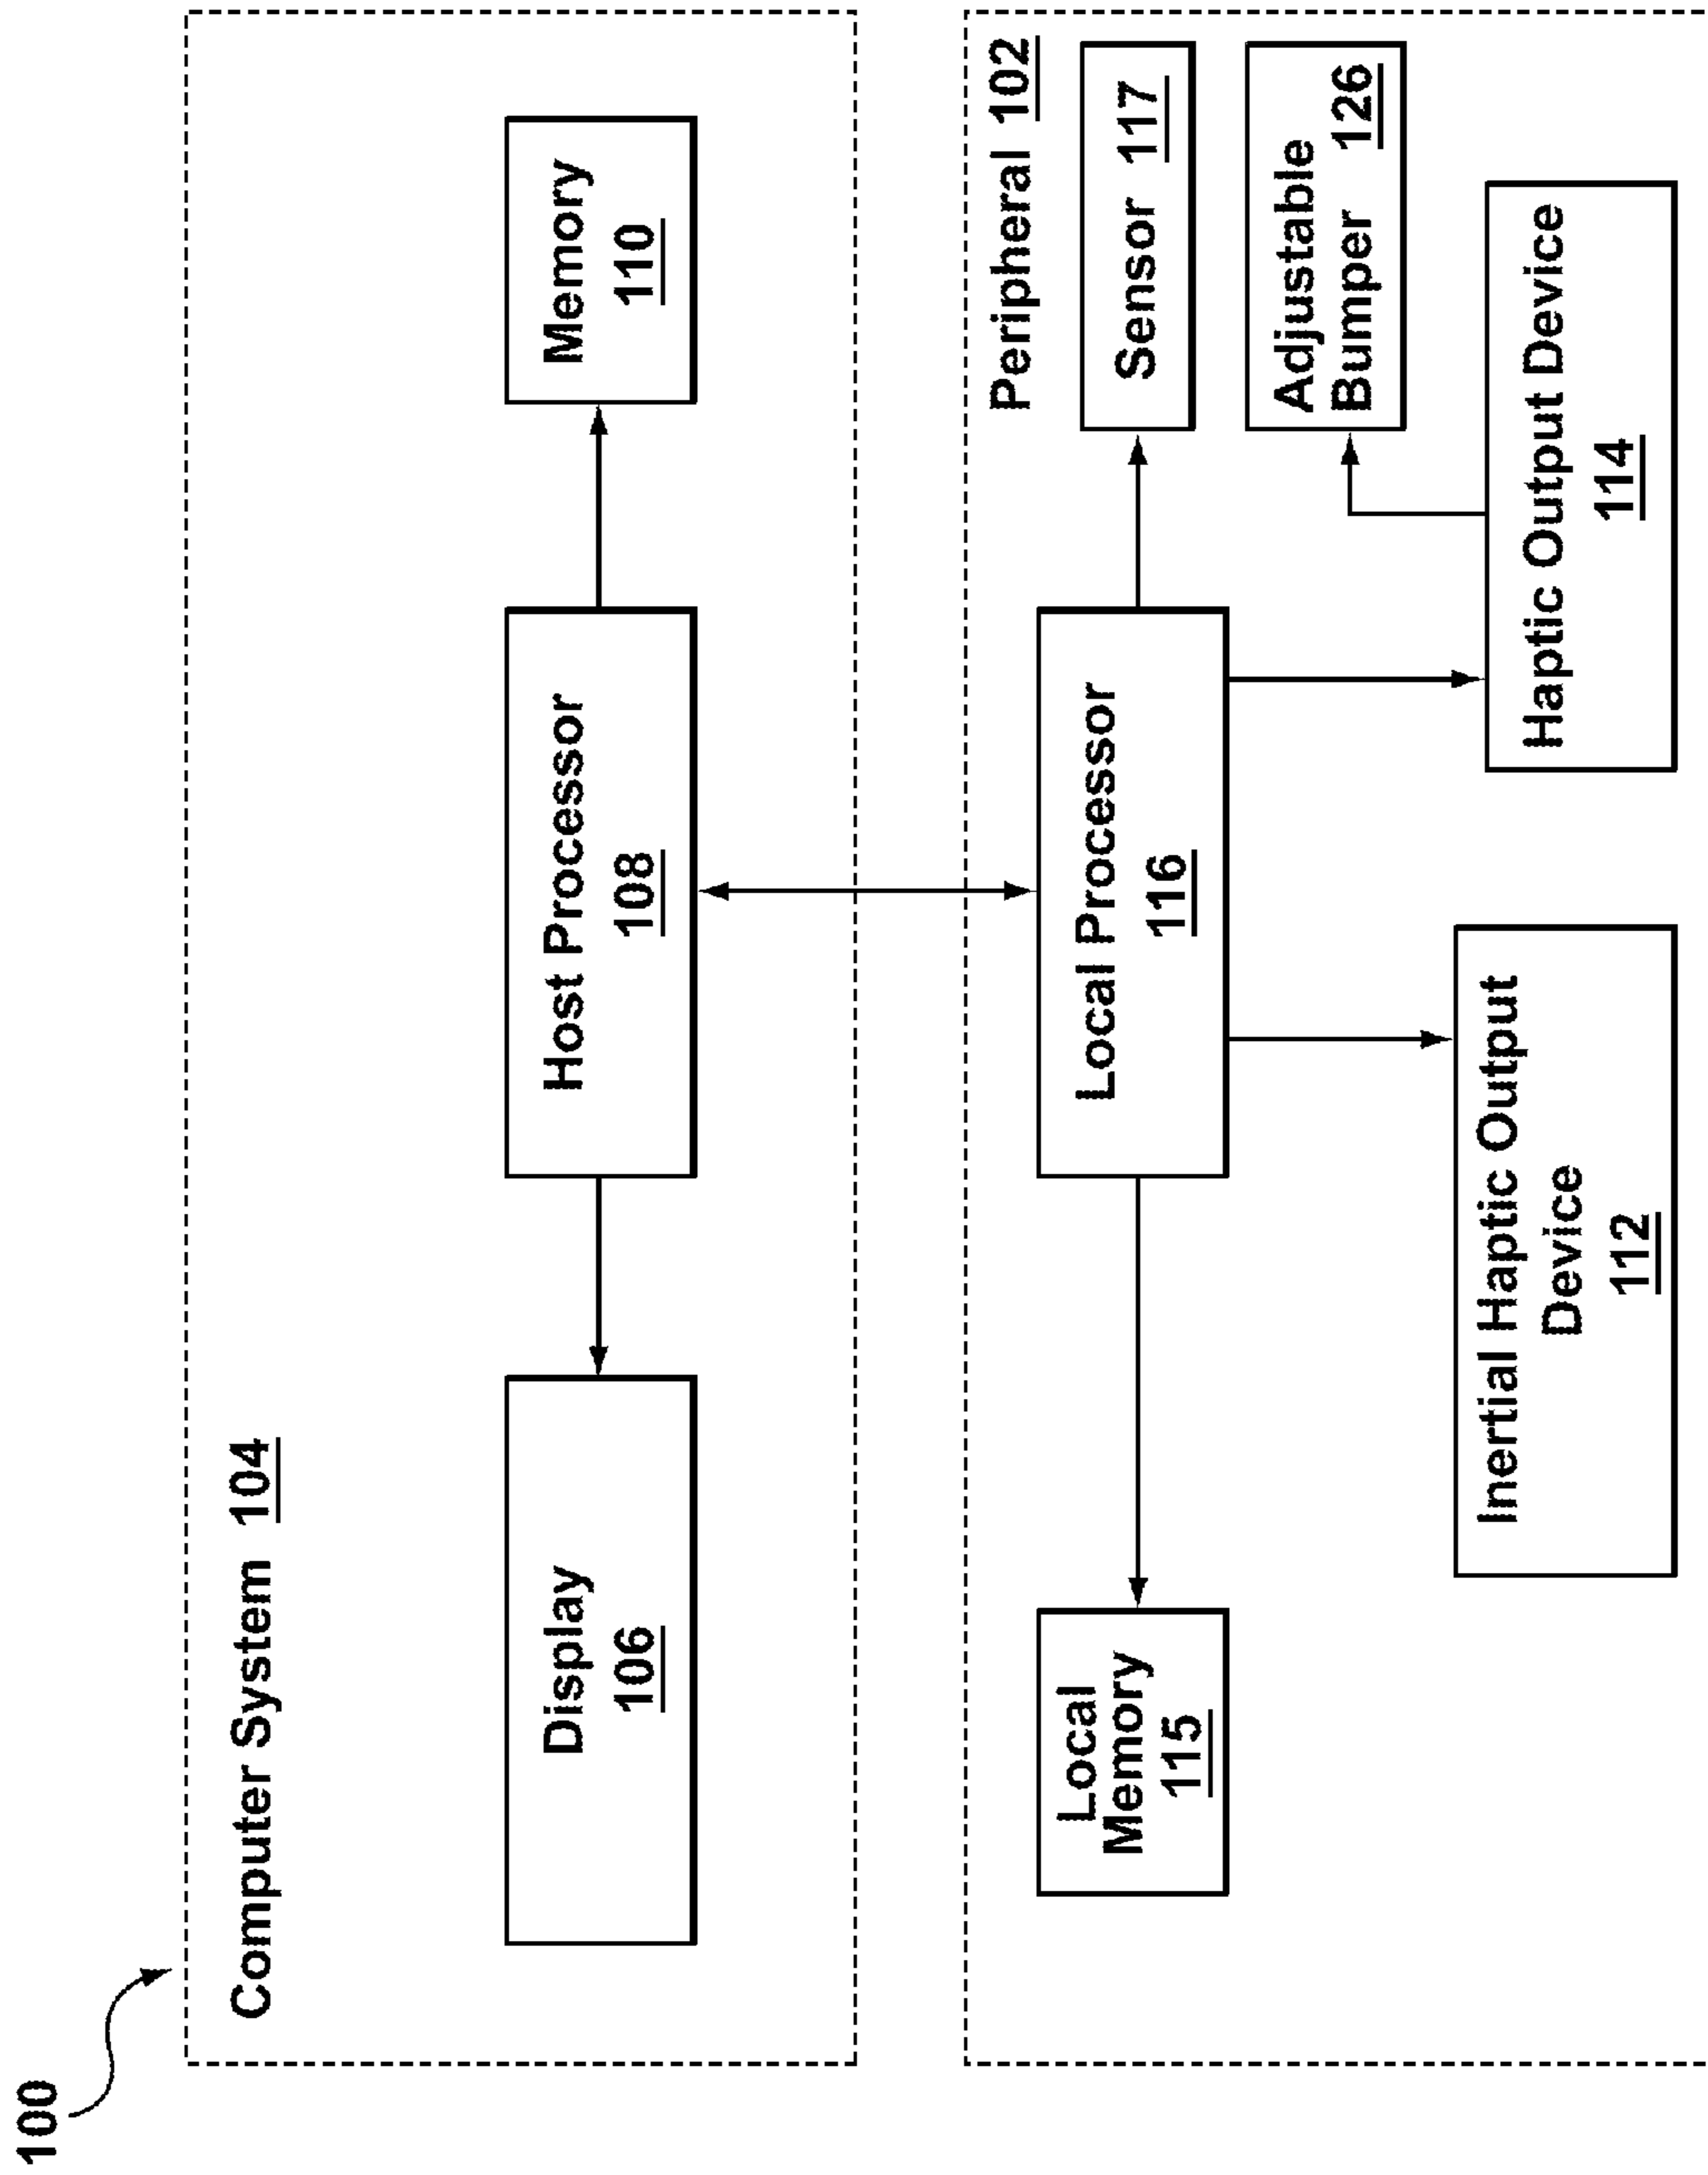 100
Computer System 104
Display
106
Host Processor
108
Memory
110
Peripheral 102
Local
Memory
115
Local Processor
116
Sensor 117
Adjustable
Bumper 126
Inertial Haptic Output
Device
112
Haptic Output Device
114